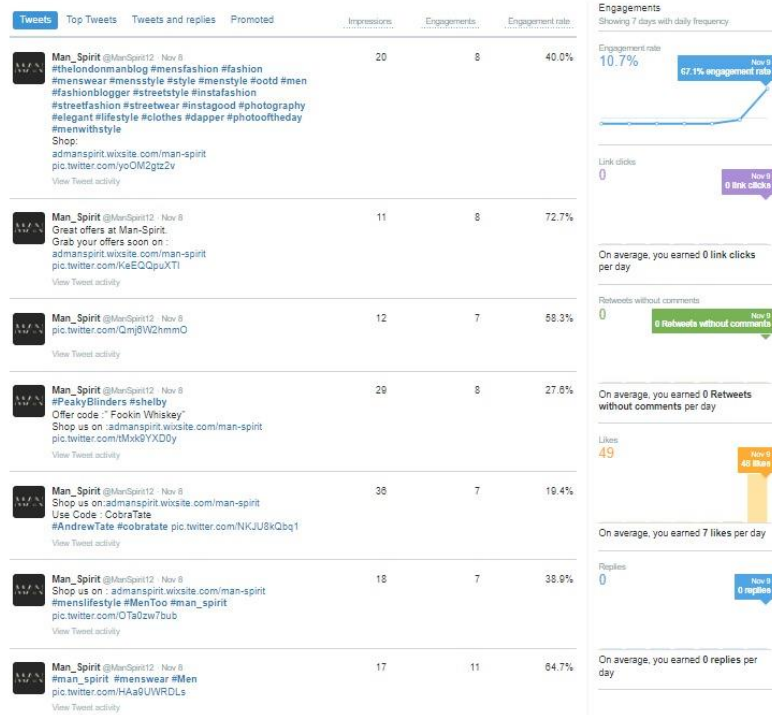 Tweets Top Tweets Tweets and replies Promoted Impressions Engagements Engagement rate
Man_Spirit @ManSpirit12 · Nov 8 20 8 40.0%
#thelondonmanblog #mensfashion #fashion
#menswear #mensstyle #style #menstyle #ootd #men
#fashionblogger #streetstyle #instafashion
#streetfashion #streetwear #instagood #photography
#elegant #lifestyle #clothes #dapper #photooftheday
#menwithstyle
Shop:
admanspirit.wixsite.com/man-spirit
pic.twitter.com/yoOM2gtz2v
View Tweet activity
Man_Spirit @ManSpirit12 · Nov 8 11 8 72.7%
Great offers at Man-Spirit.
Grab your offers soon on :
admanspirit.wixsite.com/man-spirit
pic.twitter.com/KeEQQpuXTI
View Tweet activity
Man_Spirit @ManSpirit12 · Nov 8 12 7 58.3%
pic.twitter.com/Qmj6W2hmmO
View Tweet activity
Man_Spirit @ManSpirit12 · Nov 8 29 8 27.6%
#PeakyBlinders #shelby
Offer code :" Fookin Whiskey"
Shop us on :admanspirit.wixsite.com/man-spirit
pic.twitter.com/tMxk9YXD0y
View Tweet activity
Man_Spirit @ManSpirit12 · Nov 8 36 7 19.4%
Shop us on:admanspirit.wixsite.com/man-spirit
Use Code : CobraTate
#AndrewTate #cobratate pic.twitter.com/NKJU8kQbq1
View Tweet activity
Man_Spirit @ManSpirit12 · Nov 8 18 7 38.9%
Shop us on : admanspirit.wixsite.com/man-spirit
#menslifestyle #MenToo #man_spirit
pic.twitter.com/OTa0zw7bub
View Tweet activity
Man_Spirit @ManSpirit12 · Nov 8 17 11 64.7%
#man_spirit #menswear #Men
pic.twitter.com/HAa9UWRDLs
View Tweet activity
Engagements
Showing 7 days with daily frequency
Engagement rate
10.7%
Nov 9
67.1% engagement rate
Link clicks
0
Nov 9
0 link clicks
On average, you earned 0 link clicks
per day
Retweets without comments
0
Nov 9
0 Retweets without comments
On average, you earned 0 Retweets
without comments per day
Likes
49
Nov 9
48 likes
On average, you earned 7 likes per day
Replies
0
Nov 9
0 replies
On average, you earned 0 replies per
day